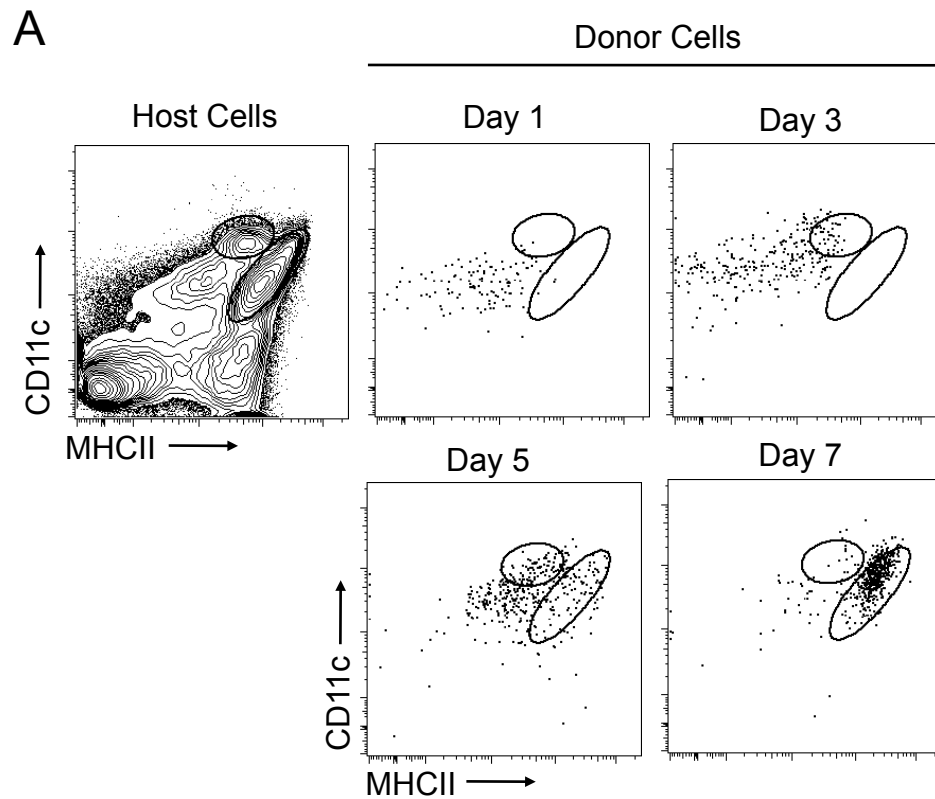 A
Donor Cells
Host Cells
Day 1
Day 3
CD11c
MHCII
Day 5
Day 7
CD11c
MHCII